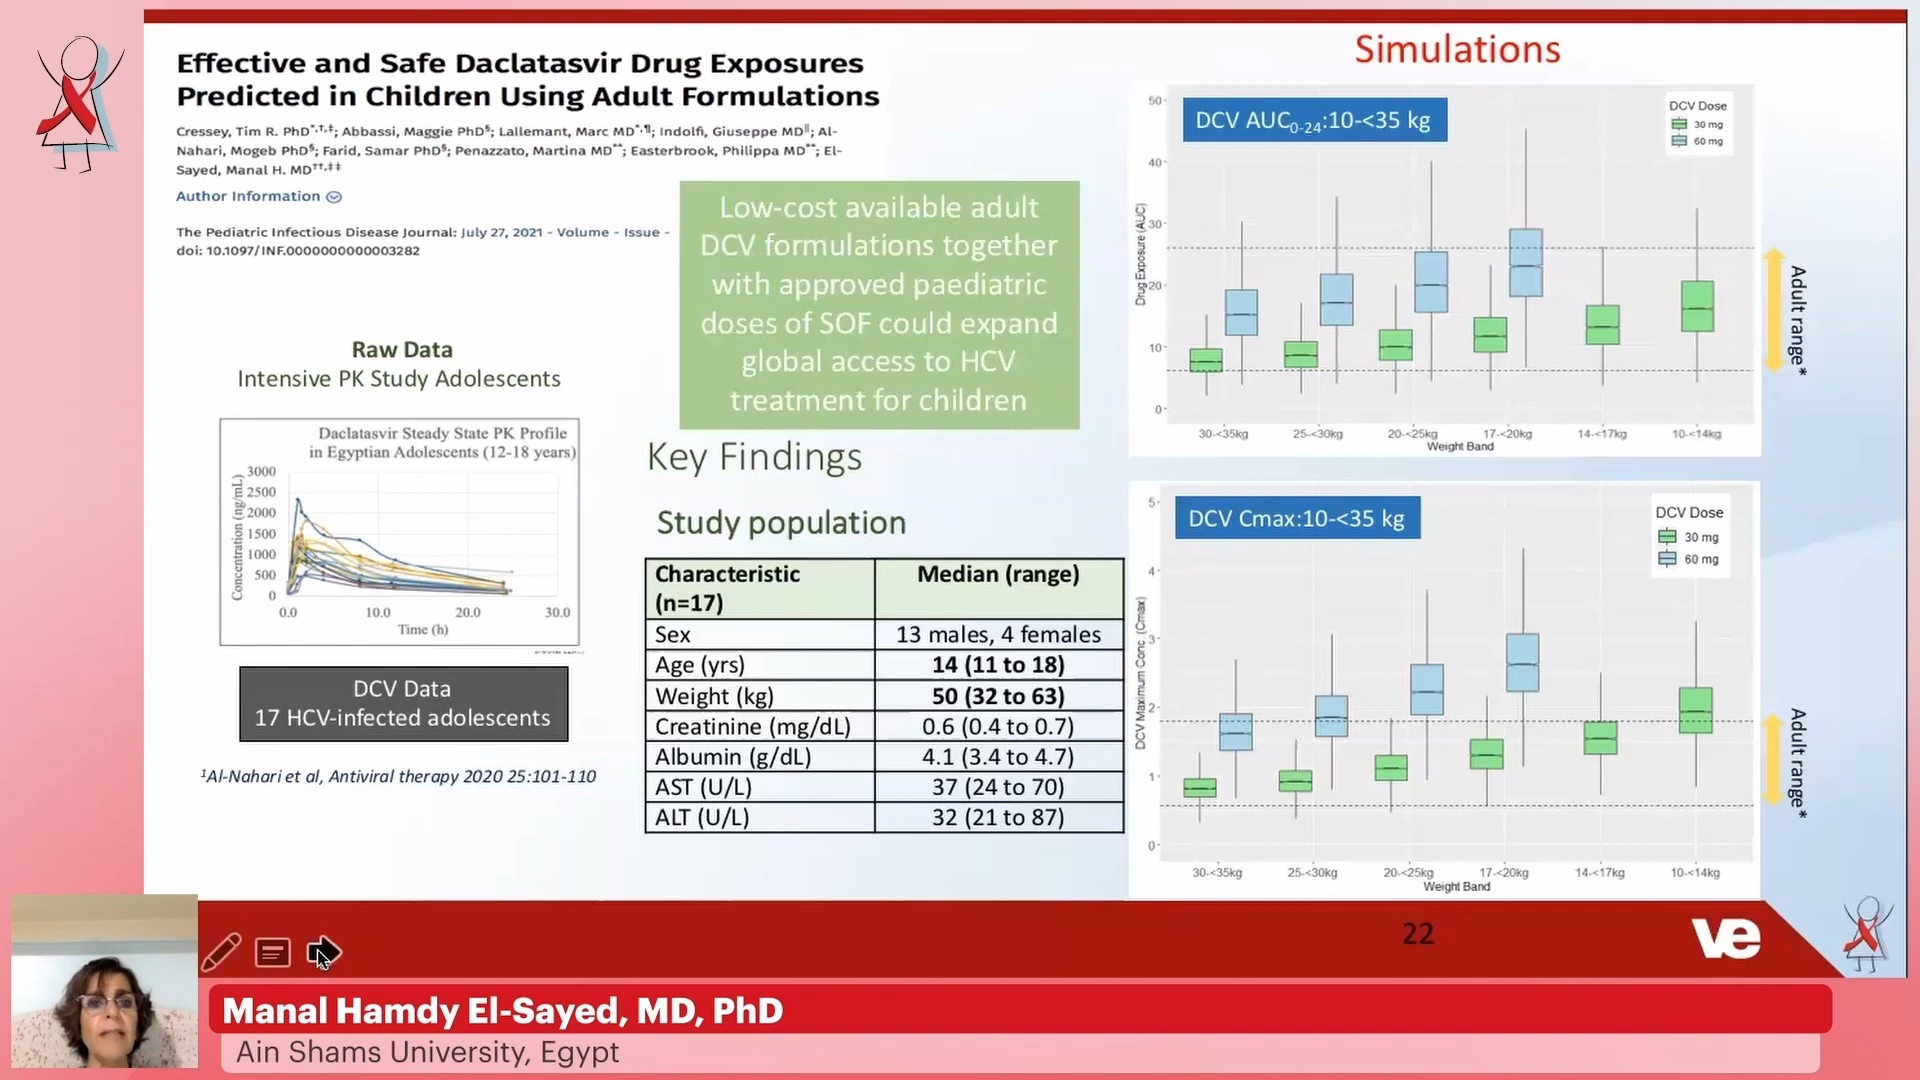 Effective and Safe Daclatasvir Drug Exposures
Predicted in Children Using Adult Formulations
Cressey, Tim R. PhD*,†,‡; Abbassi, Maggie PhD§; Lallemant, Marc MD*,¶; Indolfi, Giuseppe MD‖; Al-
Nahari, Mogeb PhD§; Farid, Samar PhD§; Penazzato, Martina MD**; Easterbrook, Philippa MD**; El-
Sayed, Manal H. MD††,‡‡
Author Information
The Pediatric Infectious Disease Journal: July 27, 2021 - Volume - Issue -
doi: 10.1097/INF.0000000000003282
Low-cost available adult
DCV formulations together
with approved paediatric
doses of SOF could expand
global access to HCV
treatment for children
Raw Data
Intensive PK Study Adolescents
Daclatasvir Steady State PK Profile
in Egyptian Adolescents (12-18 years)
Concentration (ng/mL)
3000
2500
2000
1500
1000
500
0
0.0 10.0 20.0 30.0
Time (h)
DCV Data
17 HCV-infected adolescents
¹Al-Nahari et al, Antiviral therapy 2020 25:101-110
Key Findings
Study population
Characteristic (n=17) Median (range)
Sex 13 males, 4 females
Age (yrs) 14 (11 to 18)
Weight (kg) 50 (32 to 63)
Creatinine (mg/dL) 0.6 (0.4 to 0.7)
Albumin (g/dL) 4.1 (3.4 to 4.7)
AST (U/L) 37 (24 to 70)
ALT (U/L) 32 (21 to 87)
Simulations
DCV AUC0-24:10-<35 kg
DCV Dose
30 mg
60 mg
Drug Exposure (AUC)
50
40
30
20
10
0
30-<35kg 25-<30kg 20-<25kg 17-<20kg 14-<17kg 10-<14kg
Weight Band
Adult range*
DCV Cmax:10-<35 kg
DCV Dose
30 mg
60 mg
DCV Maximum Conc. (Cmax)
5
4
3
2
1
0
30-<35kg 25-<30kg 20-<25kg 17-<20kg 14-<17kg 10-<14kg
Weight Band
Adult range*
22
ve
Manal Hamdy El-Sayed, MD, PhD
Ain Shams University, Egypt